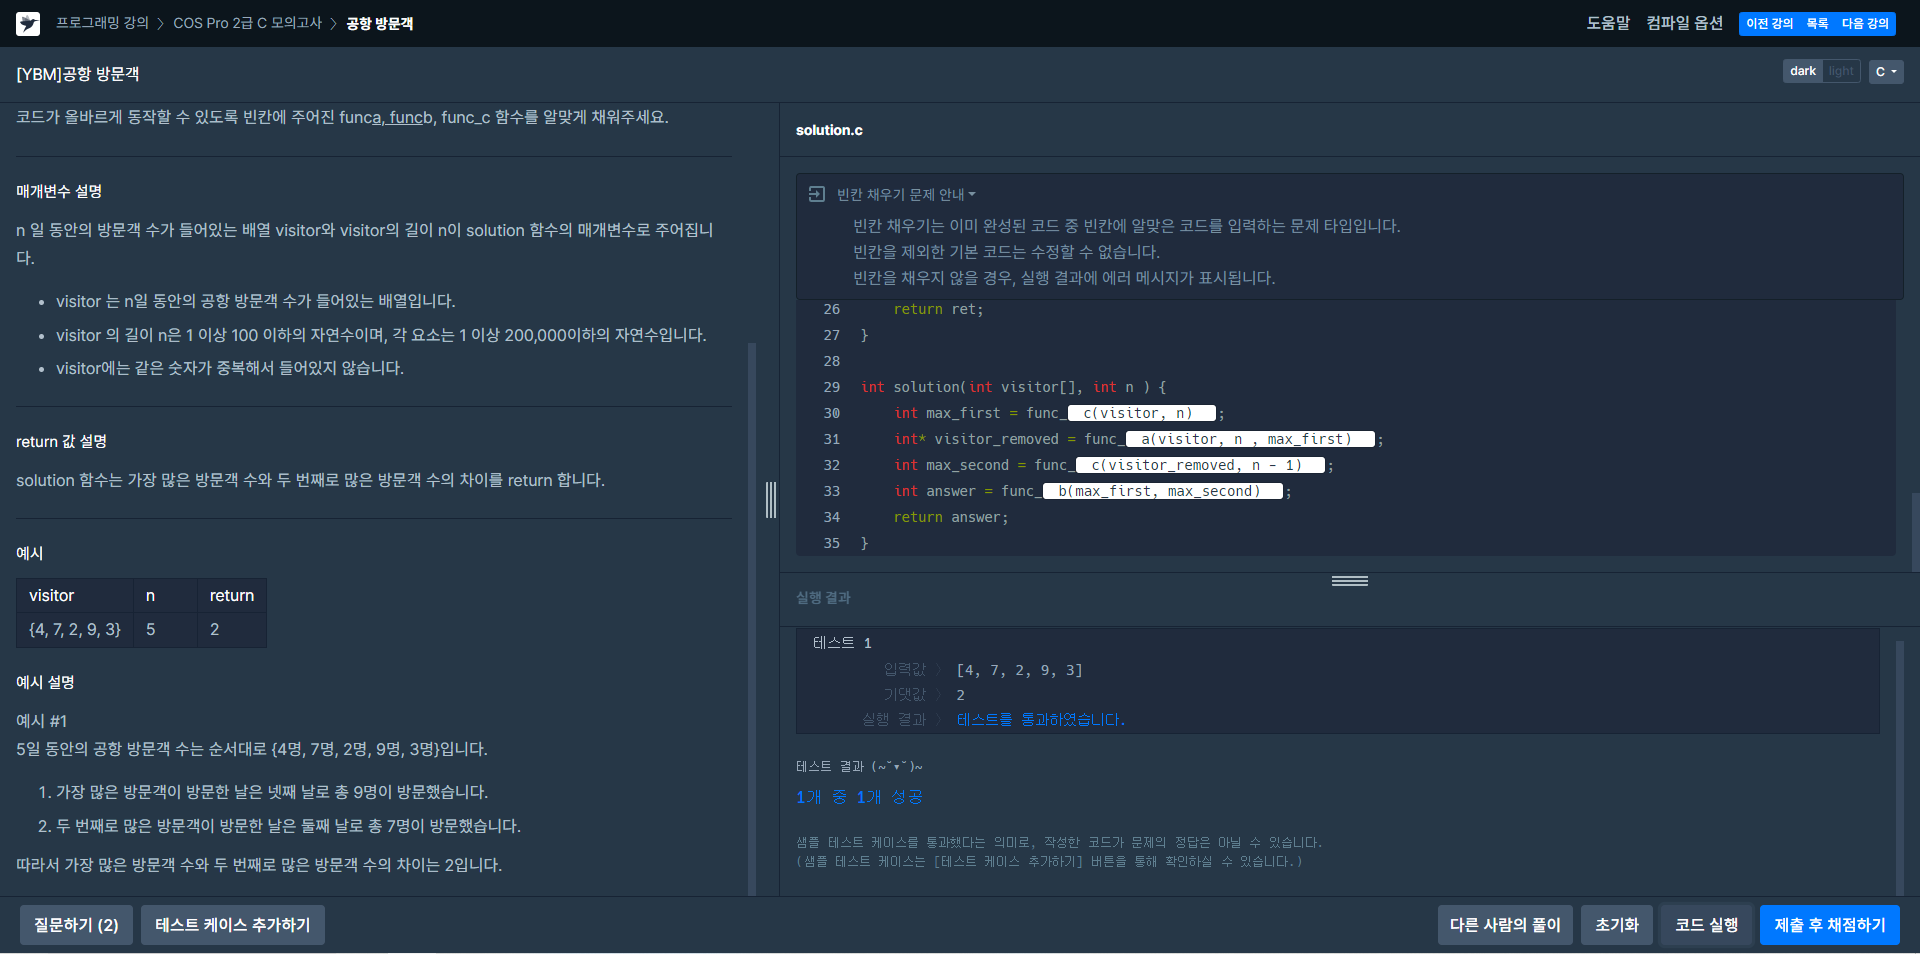 프로그래밍 강의 > COS Pro 2급 C 모의고사 > 공항 방문객
도움말 컴파일 옵션 이전 강의 목록 다음 강의
[YBM]공항 방문객
dark light C
코드가 올바르게 동작할 수 있도록 빈칸에 주어진 funca, funcb, func_c 함수를 알맞게 채워주세요.
매개변수 설명
n 일 동안의 방문객 수가 들어있는 배열 visitor와 visitor의 길이 n이 solution 함수의 매개변수로 주어집니
다.
• visitor 는 n일 동안의 공항 방문객 수가 들어있는 배열입니다.
• visitor 의 길이 n은 1 이상 100 이하의 자연수이며, 각 요소는 1 이상 200,000이하의 자연수입니다.
• visitor에는 같은 숫자가 중복해서 들어있지 않습니다.
return 값 설명
solution 함수는 가장 많은 방문객 수와 두 번째로 많은 방문객 수의 차이를 return 합니다.
예시
visitor n return
{4, 7, 2, 9, 3} 5 2
예시 설명
예시 #1
5일 동안의 공항 방문객 수는 순서대로 {4명, 7명, 2명, 9명, 3명}입니다.
1. 가장 많은 방문객이 방문한 날은 넷째 날로 총 9명이 방문했습니다.
2. 두 번째로 많은 방문객이 방문한 날은 둘째 날로 총 7명이 방문했습니다.
따라서 가장 많은 방문객 수와 두 번째로 많은 방문객 수의 차이는 2입니다.
solution.c
빈칸 채우기 문제 안내
빈칸 채우기는 이미 완성된 코드 중 빈칸에 알맞은 코드를 입력하는 문제 타입입니다.
빈칸을 제외한 기본 코드는 수정할 수 없습니다.
빈칸을 채우지 않을 경우, 실행 결과에 에러 메시지가 표시됩니다.
26 return ret;
27 }
28
29 int solution(int visitor[], int n ) {
30 int max_first = func_ c(visitor, n) ;
31 int* visitor_removed = func_ a(visitor, n , max_first) ;
32 int max_second = func_ c(visitor_removed, n - 1) ;
33 int answer = func_ b(max_first, max_second) ;
34 return answer;
35 }
실행 결과
테스트 1
입력값 > [4, 7, 2, 9, 3]
기댓값 > 2
실행 결과 > 테스트를 통과하였습니다.
테스트 결과 (~˘▾˘)~
1개 중 1개 성공
샘플 테스트 케이스를 통과했다는 의미로, 작성한 코드가 문제의 정답은 아닐 수 있습니다.
(샘플 테스트 케이스는 [테스트 케이스 추가하기] 버튼을 통해 확인하실 수 있습니다.)
질문하기 (2) 테스트 케이스 추가하기 다른 사람의 풀이 초기화 코드 실행 제출 후 채점하기